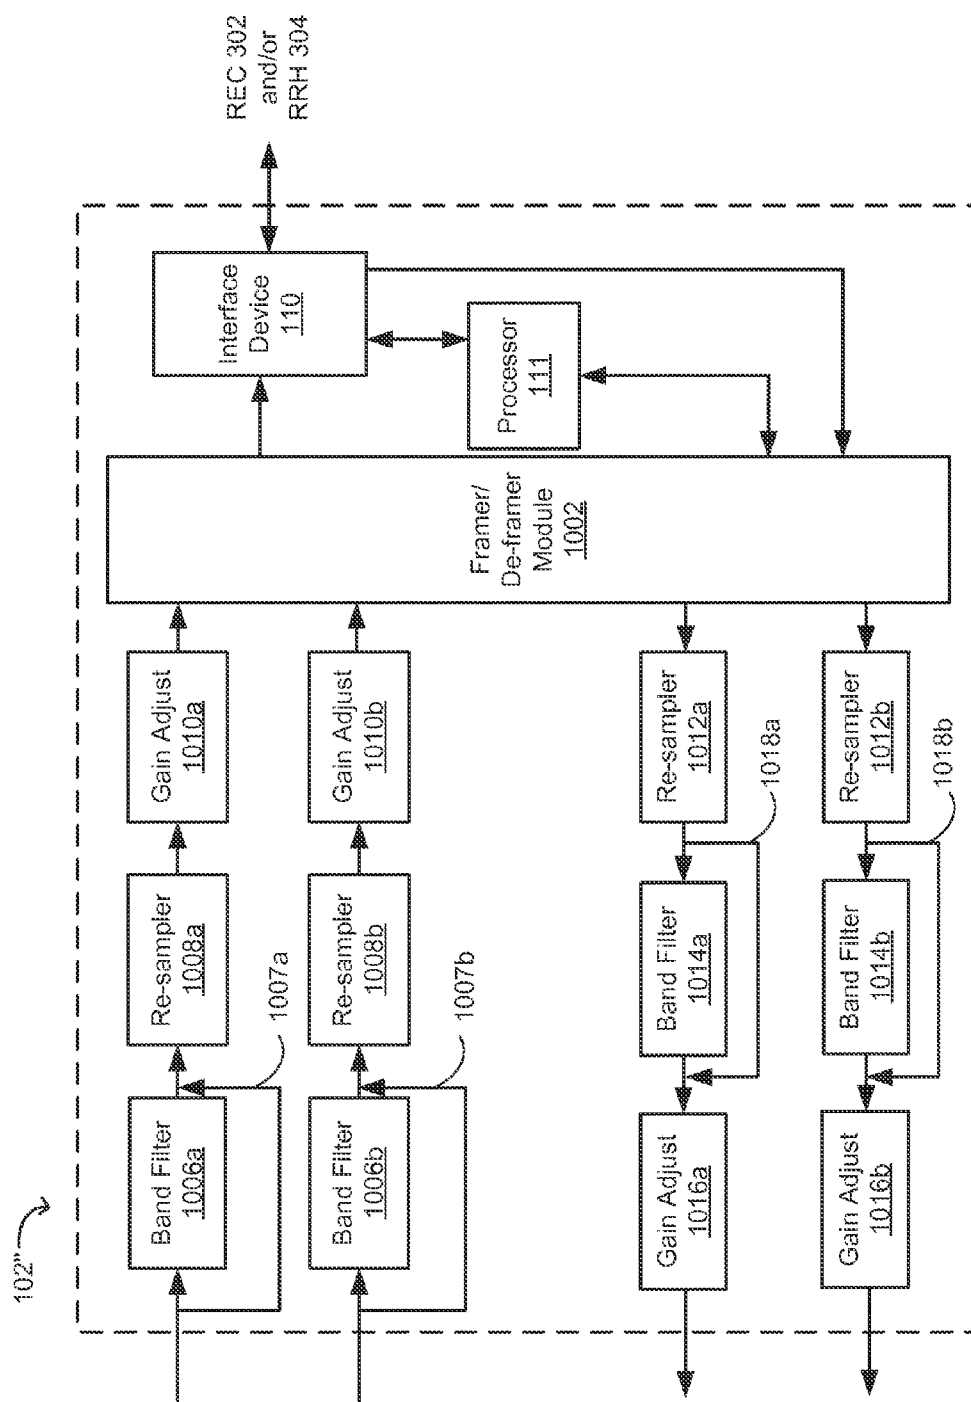 102"
REC 302
and/or
RRH 304
Interface
Device
110
Processor
111
Framer/
De-framer
Module
1002
Band Filter
1006a
1007a
Re-sampler
1008a
Gain Adjust
1010a
Band Filter
1006b
1007b
Re-sampler
1008b
Gain Adjust
1010b
Gain Adjust
1016a
Band Filter
1014a
1018a
Re-sampler
1012a
Gain Adjust
1016b
Band Filter
1014b
1018b
Re-sampler
1012b